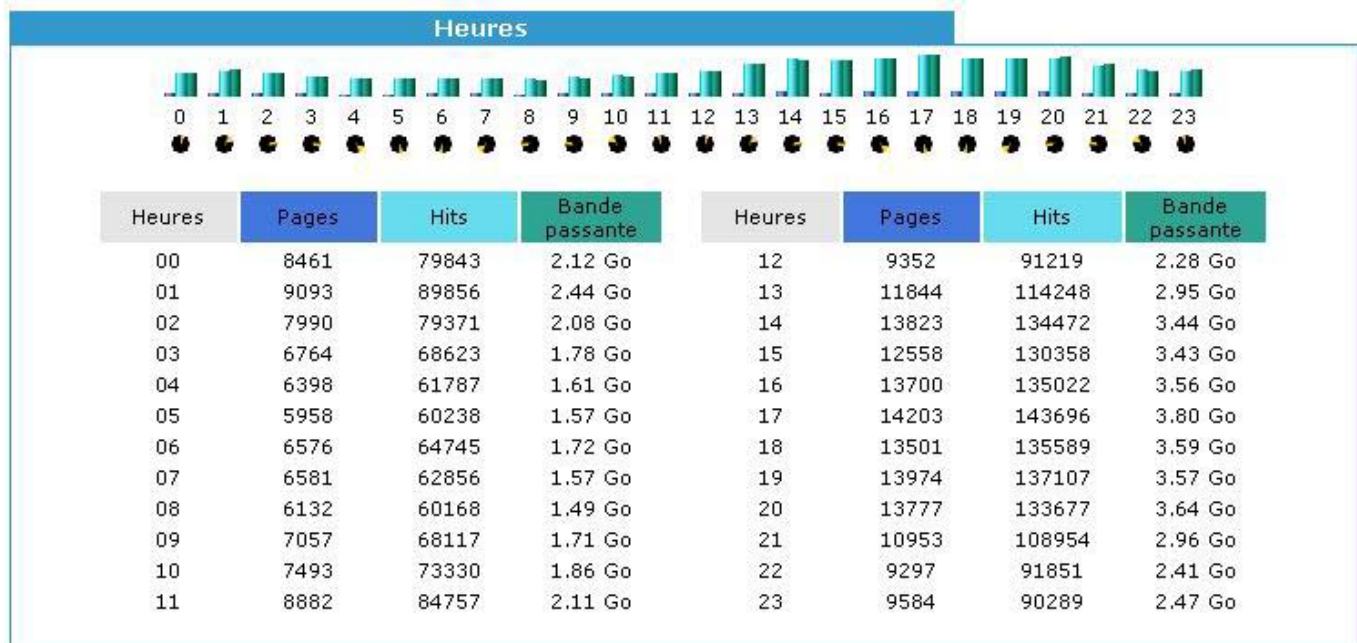 Heures
0 1 2 3 4 5 6 7 8 9 10 11 12 13 14 15 16 17 18 19 20 21 22 23
Heures Pages Hits Bande passante Heures Pages Hits Bande passante
00 8461 79843 2.12 Go 12 9352 91219 2.28 Go
01 9093 89856 2.44 Go 13 11844 114248 2.95 Go
02 7990 79371 2.08 Go 14 13823 134472 3.44 Go
03 6764 68623 1.78 Go 15 12558 130358 3.43 Go
04 6398 61787 1.61 Go 16 13700 135022 3.56 Go
05 5958 60238 1.57 Go 17 14203 143696 3.80 Go
06 6576 64745 1.72 Go 18 13501 135589 3.59 Go
07 6581 62856 1.57 Go 19 13974 137107 3.57 Go
08 6132 60168 1.49 Go 20 13777 133677 3.64 Go
09 7057 68117 1.71 Go 21 10953 108954 2.96 Go
10 7493 73330 1.86 Go 22 9297 91851 2.41 Go
11 8882 84757 2.11 Go 23 9584 90289 2.47 Go